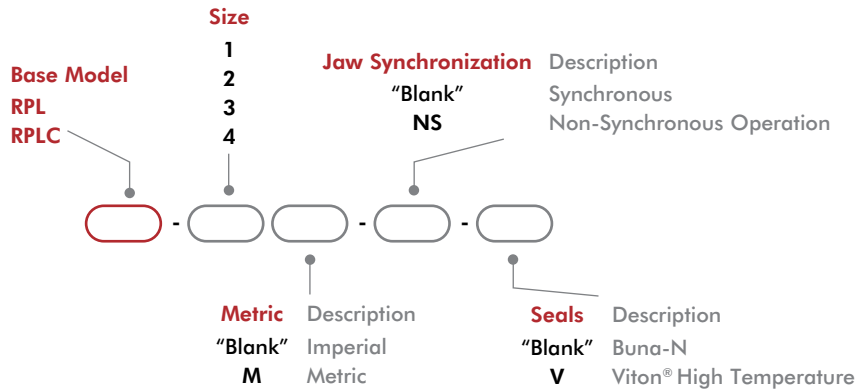 Size
1
2
3
4
Base Model
RPL
RPLC
Jaw Synchronization Description
"Blank" Synchronous
NS Non-Synchronous Operation
- - -
Metric Description
"Blank" Imperial
M Metric
Seals Description
"Blank" Buna-N
V Viton® High Temperature